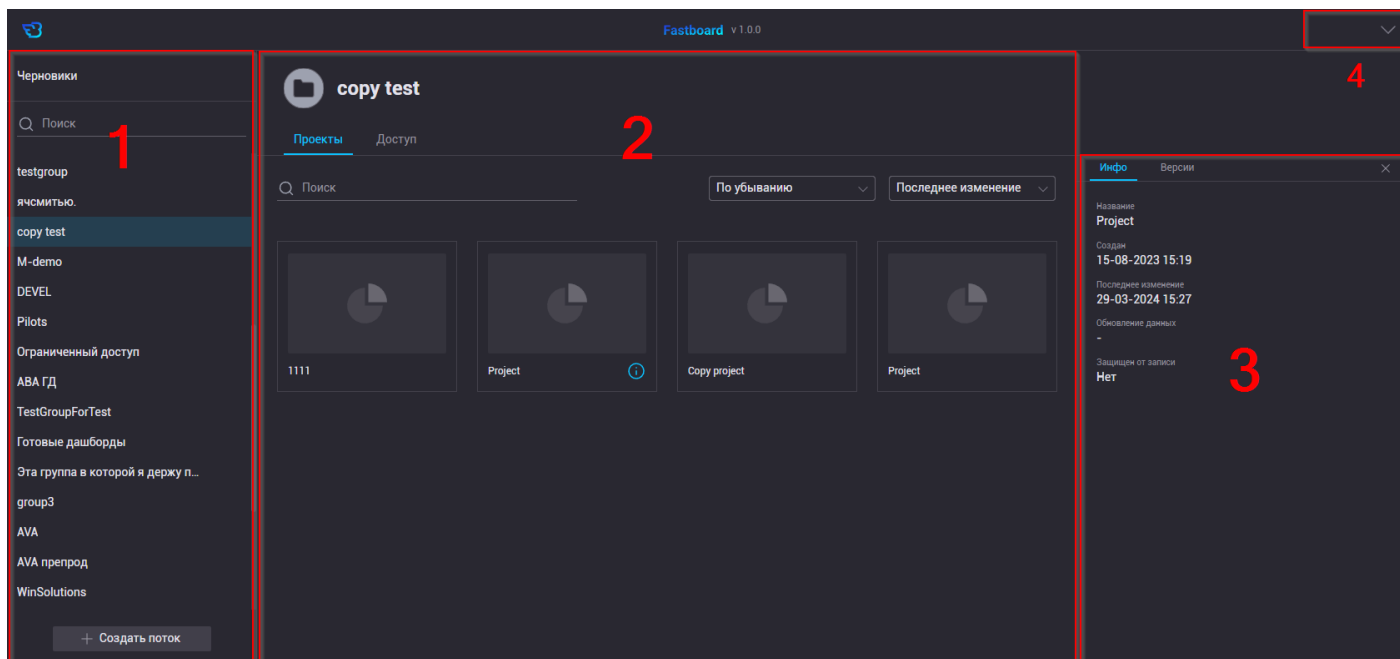 Fastboard v 1.0.0
4
Черновики
Поиск
1
testgroup
ячсмитью.
copy test
M-demo
DEVEL
Pilots
Ограниченный доступ
АВА ГД
TestGroupForTest
Готовые дашборды
Эта группа в которой я держу п...
group3
AVA
AVA препрод
WinSolutions
Создать поток
copy test
2
Проекты Доступ
Поиск
По убыванию Последнее изменение
1111
Project
Copy project
Project
Инфо Версии
Название
Project
Создан
15-08-2023 15:19
Последнее изменение
29-03-2024 15:27
Обновление данных
-
Защищен от записи
Нет
3